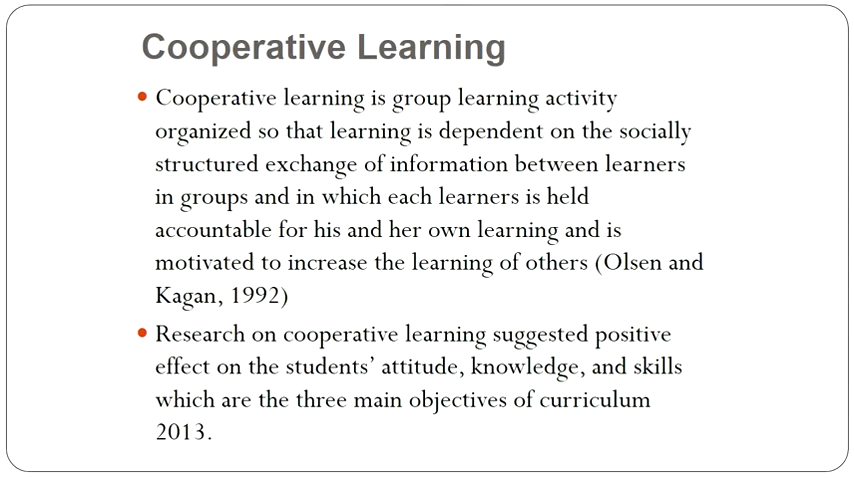 Cooperative Learning
• Cooperative learning is group learning activity
organized so that learning is dependent on the socially
structured exchange of information between learners
in groups and in which each learners is held
accountable for his and her own learning and is
motivated to increase the learning of others (Olsen and
Kagan, 1992)
• Research on cooperative learning suggested positive
effect on the students’ attitude, knowledge, and skills
which are the three main objectives of curriculum
2013.